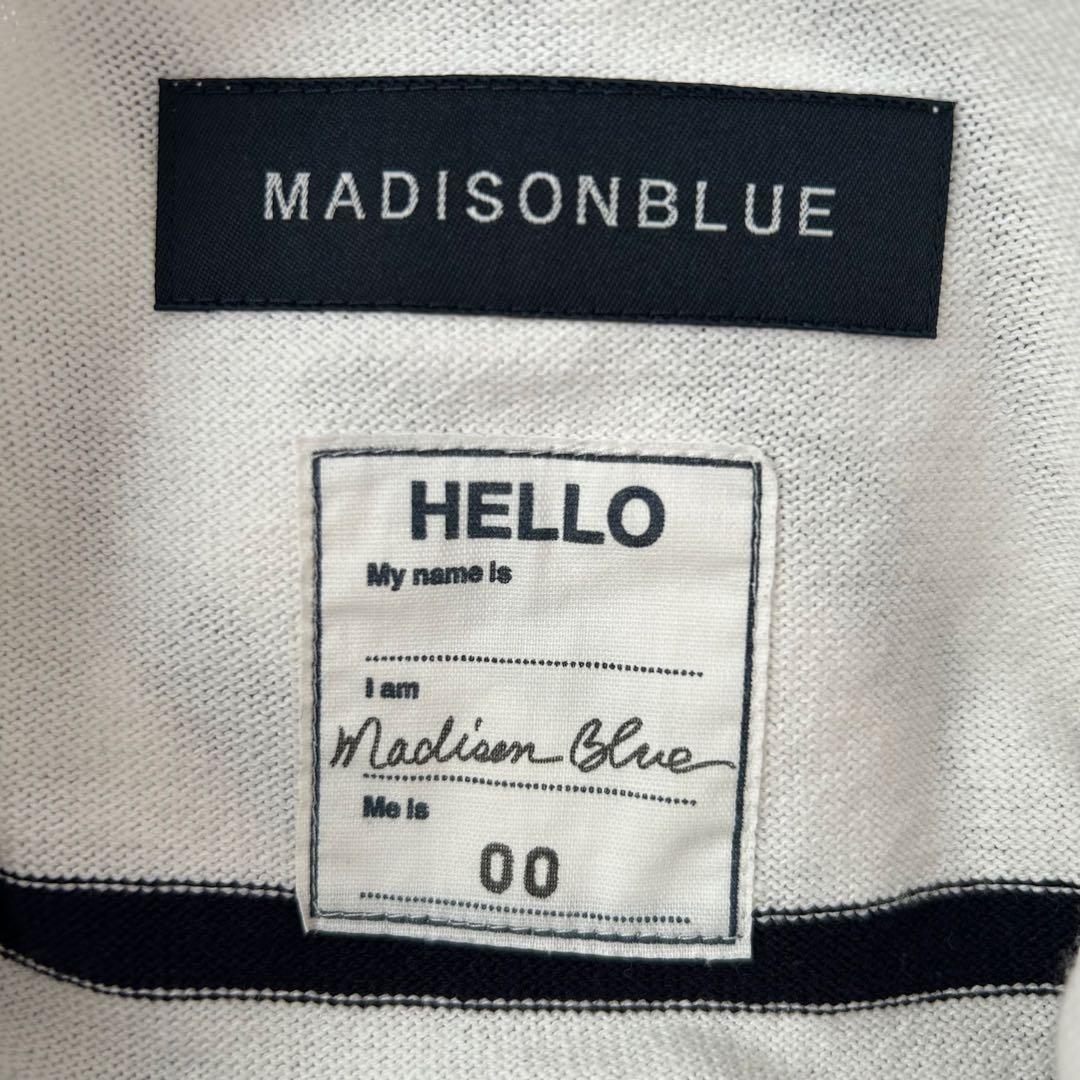 MADISONBLUE
HELLO
My name is
I am
Madison Blue
Me is
00